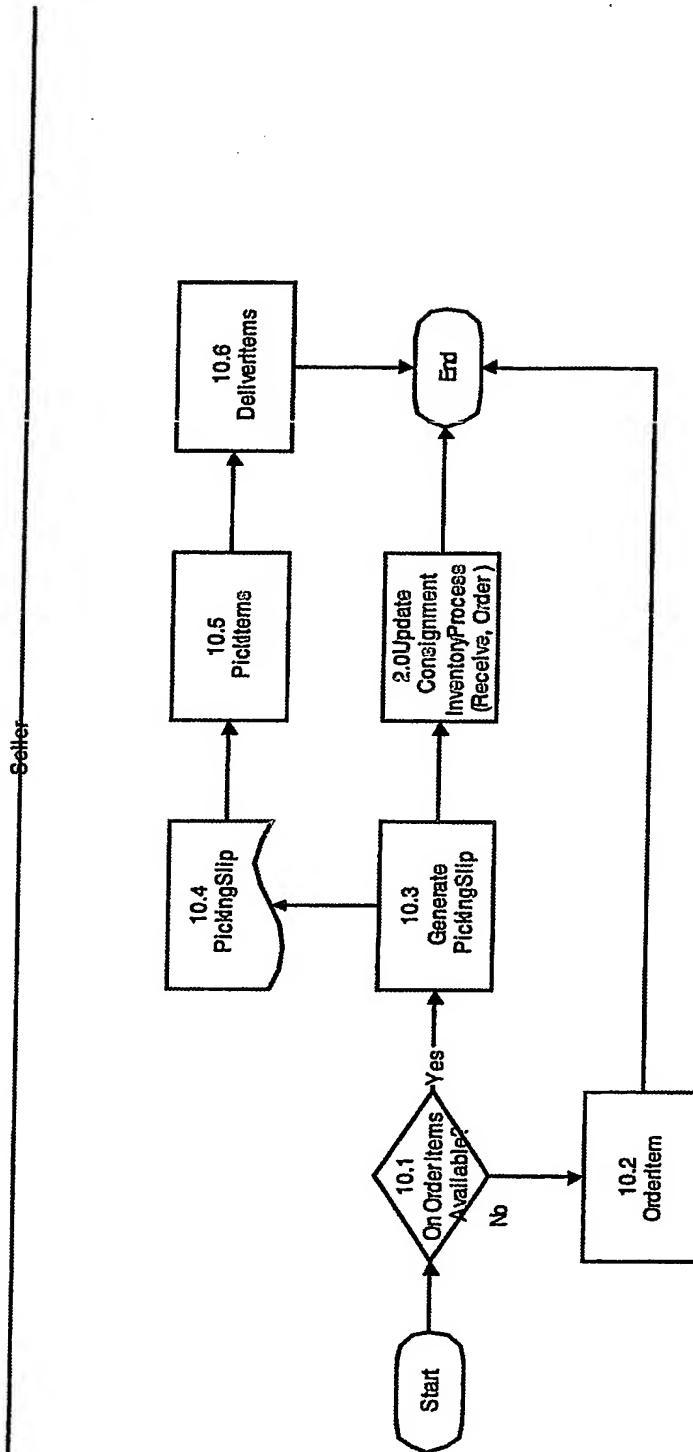 Seller
Start
10.1
On Order Items
Available?
Yes
No
10.2
OrderItem
10.3
Generate
PickingSlip
10.4
PickingSlip
10.5
PickItems
10.6
DeliverItems
2.0Update
Consignment
InventoryProcess
(Receive, Order)
End